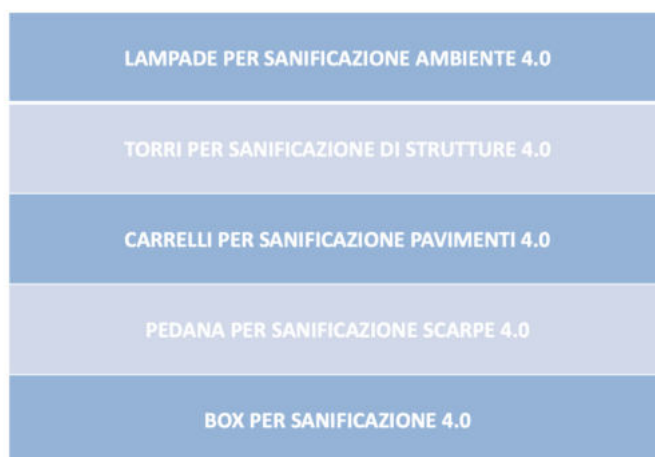 LAMPADE PER SANIFICAZIONE AMBIENTE 4.0
TORRI PER SANIFICAZIONE DI STRUTTURE 4.0
CARRELLI PER SANIFICAZIONE PAVIMENTI 4.0
PEDANA PER SANIFICAZIONE SCARPE 4.0
BOX PER SANIFICAZIONE 4.0